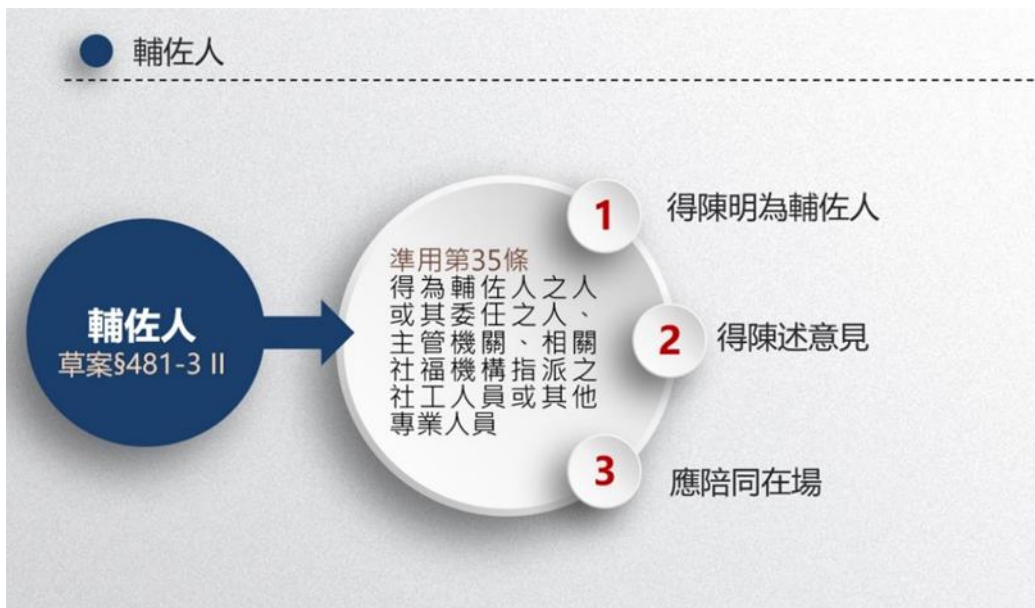 輔佐人
輔佐人
草案§481-3 II
準用第35條
得為輔佐人之人
或其委任之人、
主管機關、相關
社福機構指派之
社工人員或其他
專業人員
1
得陳明為輔佐人
2
得陳述意見
3
應陪同在場